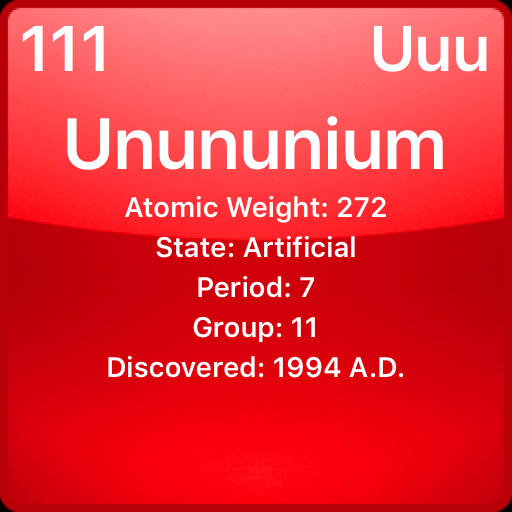 111 Uuu
Unununium
Atomic Weight: 272
State: Artificial
Period: 7
Group: 11
Discovered: 1994 A.D.